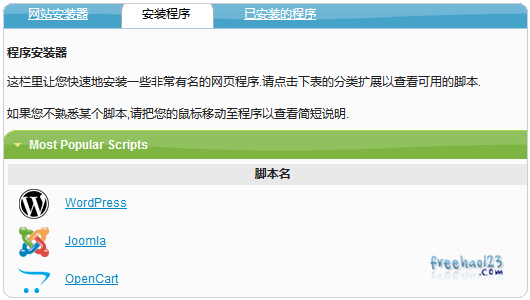 网站安装器 安装程序 已安装的程序
程序安装器
这栏里让您快速地安装一些非常有名的网页程序.请点击下表的分类扩展以查看可用的脚本.
如果您不熟悉某个脚本,请把您的鼠标移动至程序以查看简短说明.
Most Popular Scripts
脚本名
WordPress
Joomla
OpenCart
freehao123
.com